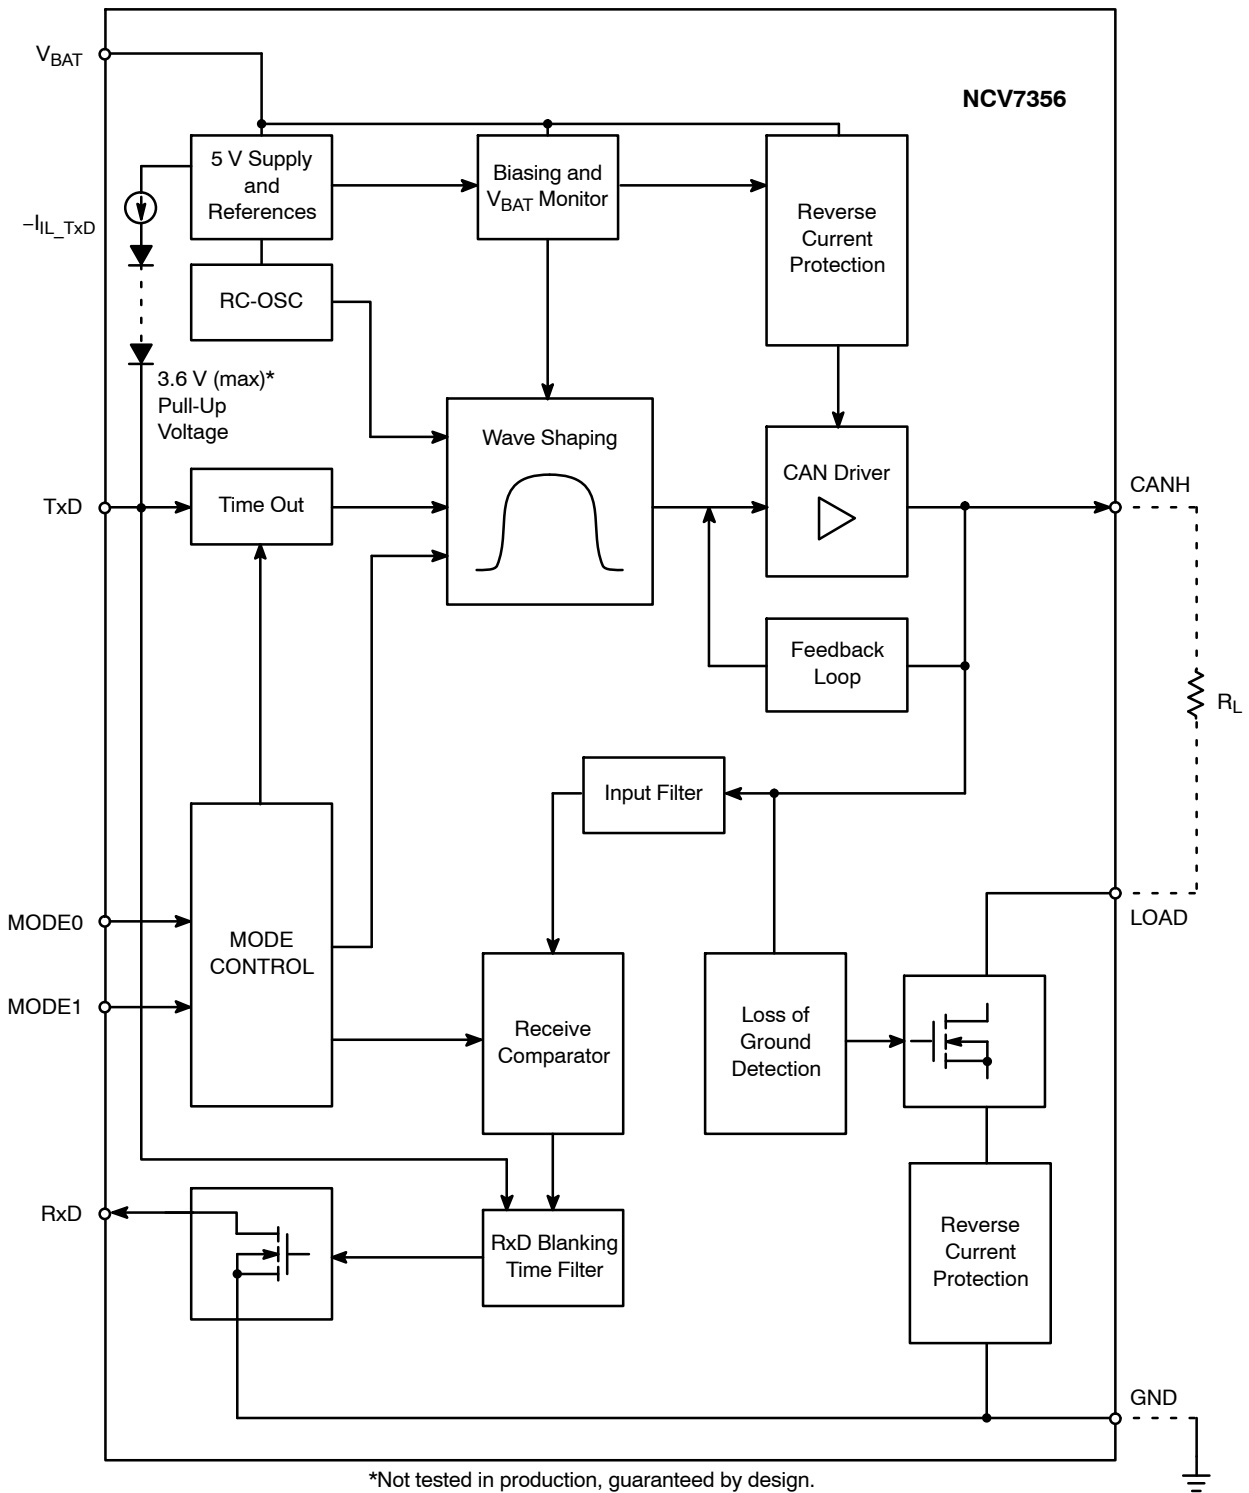 V_BAT
NCV7356
5 V Supply
and
References
Biasing and
V_BAT Monitor
Reverse
Current
Protection
–I_IL_TxD
RC-OSC
3.6 V (max)*
Pull-Up
Voltage
Wave Shaping
CAN Driver
CANH
TxD
Time Out
Feedback
Loop
R_L
Input Filter
MODE0
MODE
CONTROL
LOAD
MODE1
Receive
Comparator
Loss of
Ground
Detection
RxD
RxD Blanking
Time Filter
Reverse
Current
Protection
GND
*Not tested in production, guaranteed by design.